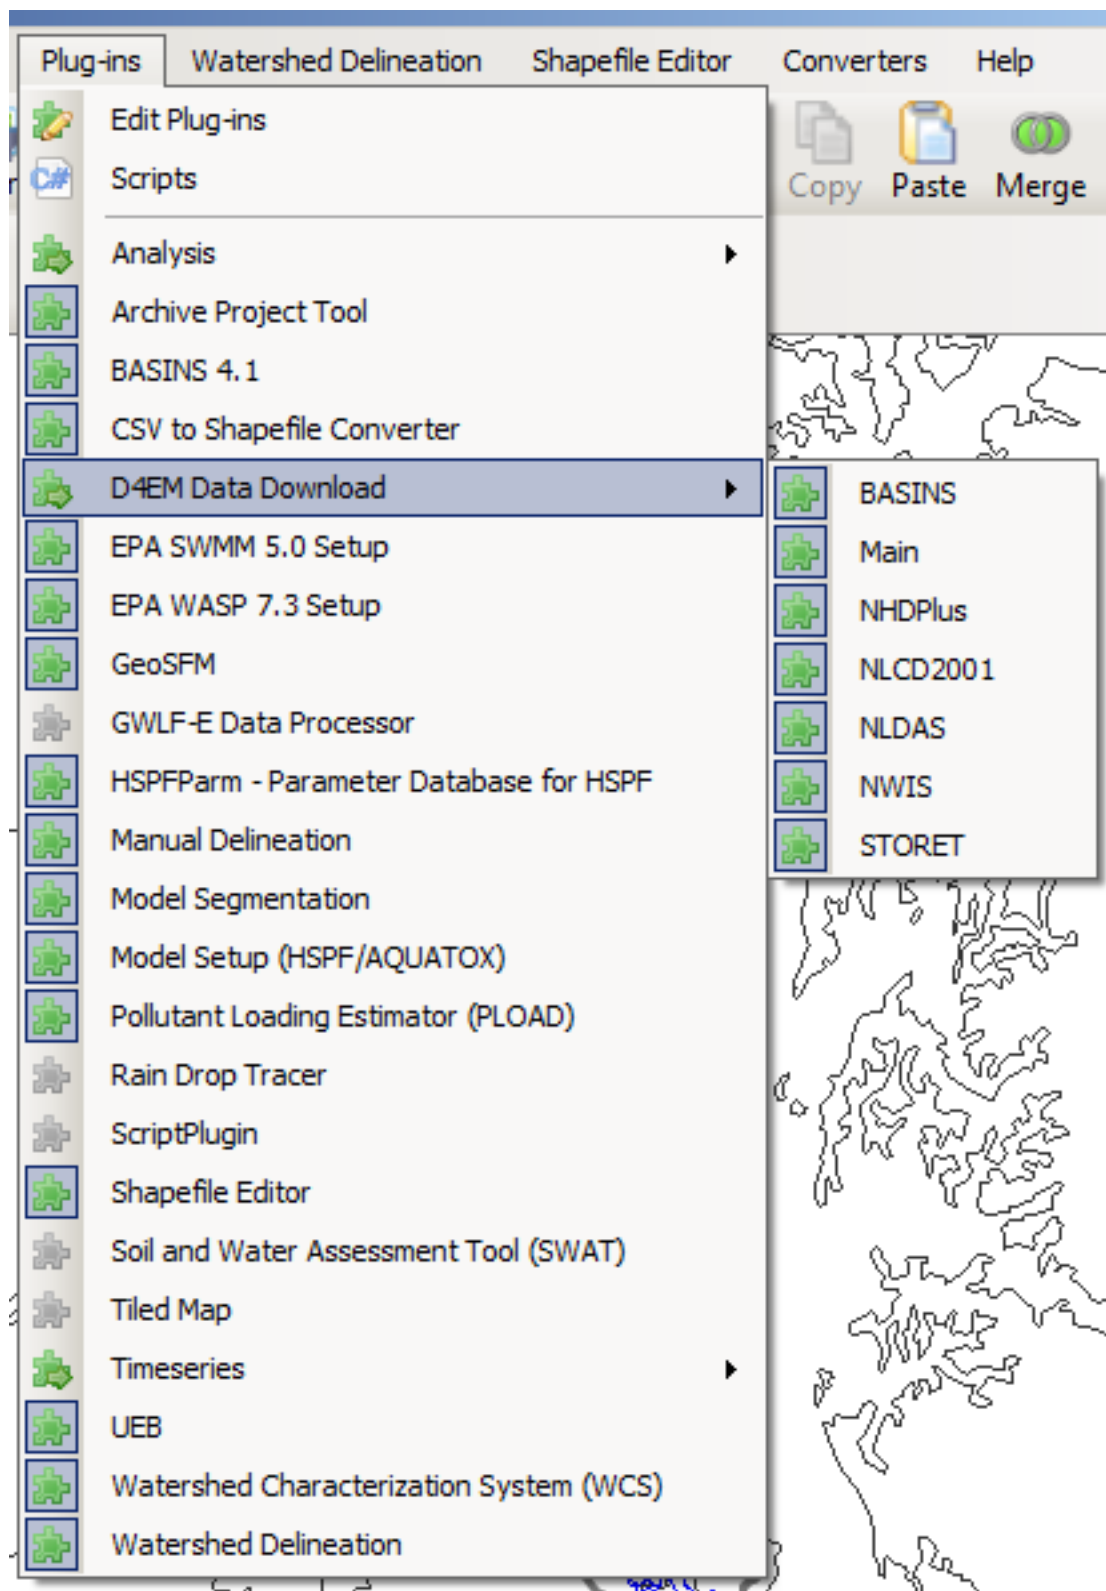 Plug-ins Watershed Delineation Shapefile Editor Converters Help
Edit Plug-ins
Scripts
Copy Paste Merge
C#
Analysis
Archive Project Tool
BASINS 4.1
CSV to Shapefile Converter
D4EM Data Download
EPA SWMM 5.0 Setup
EPA WASP 7.3 Setup
GeoSFM
GWLF-E Data Processor
HSPFParm - Parameter Database for HSPF
Manual Delineation
Model Segmentation
Model Setup (HSPF/AQUATOX)
Pollutant Loading Estimator (PLOAD)
Rain Drop Tracer
ScriptPlugin
Shapefile Editor
Soil and Water Assessment Tool (SWAT)
Tiled Map
Timeseries
UEB
Watershed Characterization System (WCS)
Watershed Delineation
BASINS
Main
NHDPlus
NLCD2001
NLDAS
NWIS
STORET